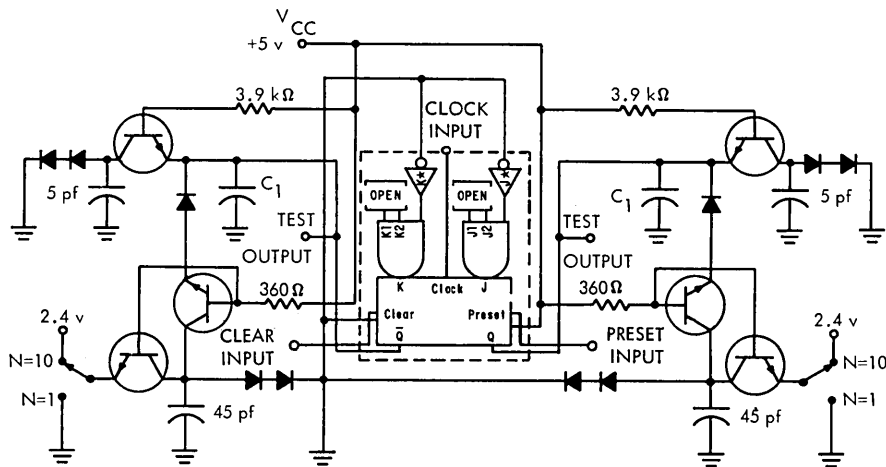 V CC
+5 v
3.9 kΩ
CLOCK
INPUT
3.9 kΩ
5 pf
C1
K*
J*
OPEN
OPEN
K1
K2
J1
J2
C1
5 pf
TEST
OUTPUT
TEST
OUTPUT
K Clock J
360Ω
360Ω
Clear
Preset
2.4 v
CLEAR
INPUT
Q̅
Q
PRESET
INPUT
2.4 v
N=10
N=1
45 pf
45 pf
N=10
N=1